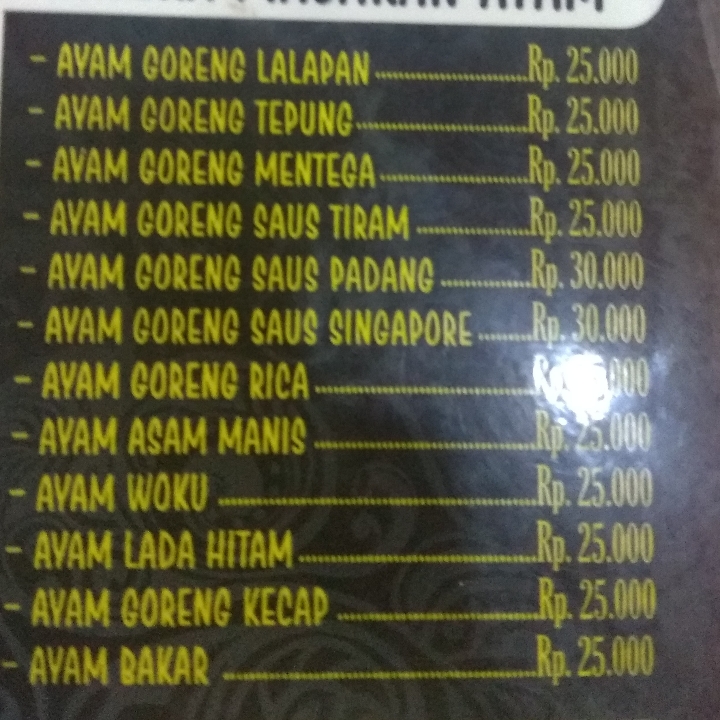 MASAKAN AYAM
- AYAM GORENG LALAPAN Rp. 25.000
- AYAM GORENG TEPUNG Rp. 25.000
- AYAM GORENG MENTEGA Rp. 25.000
- AYAM GORENG SAUS TIRAM Rp. 25.000
- AYAM GORENG SAUS PADANG Rp. 30.000
- AYAM GORENG SAUS SINGAPORE Rp. 30.000
- AYAM GORENG RICA
- AYAM ASAM MANIS Rp. 25.000
- AYAM WOKU Rp. 25.000
- AYAM LADA HITAM Rp. 25.000
- AYAM GORENG KECAP Rp. 25.000
- AYAM BAKAR Rp. 25.000